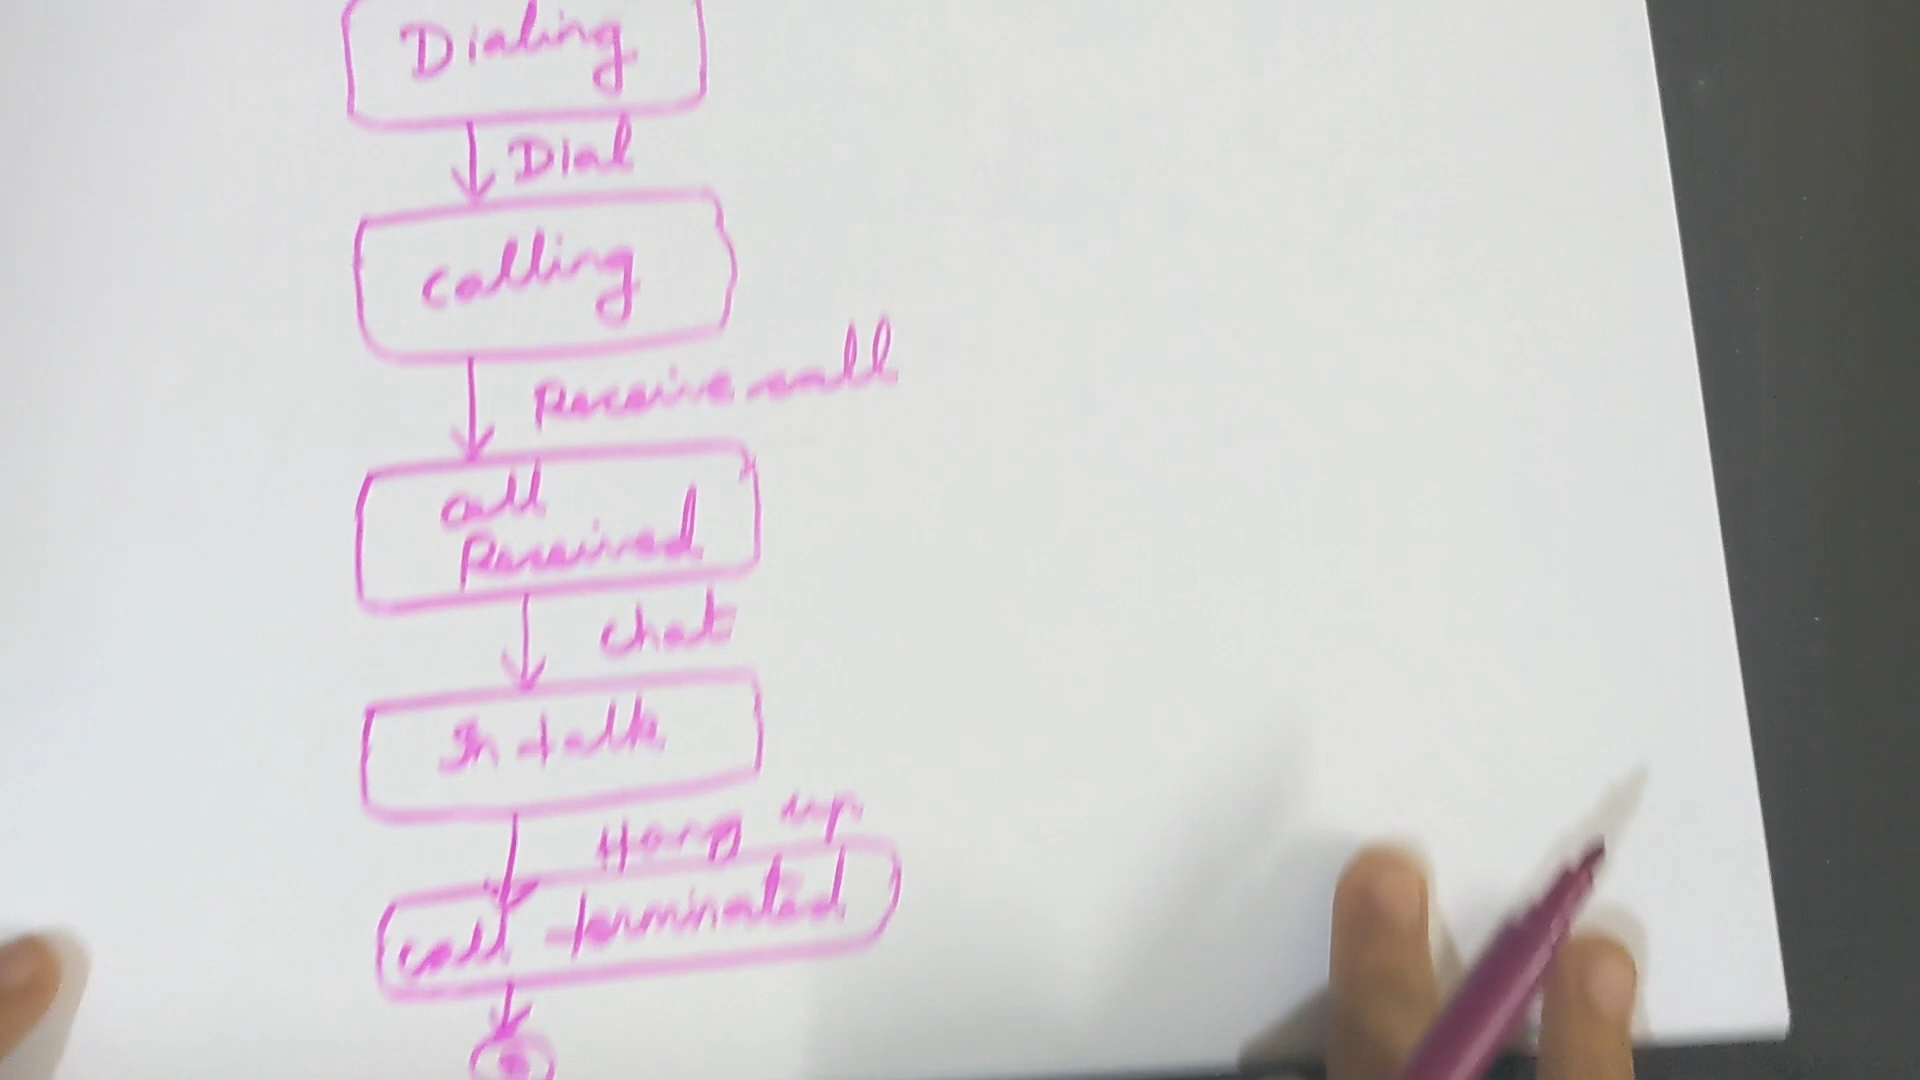 Dialing
Dial
Calling
Receive call
Call
Received
Chat
In talk
Hang up
Call terminated